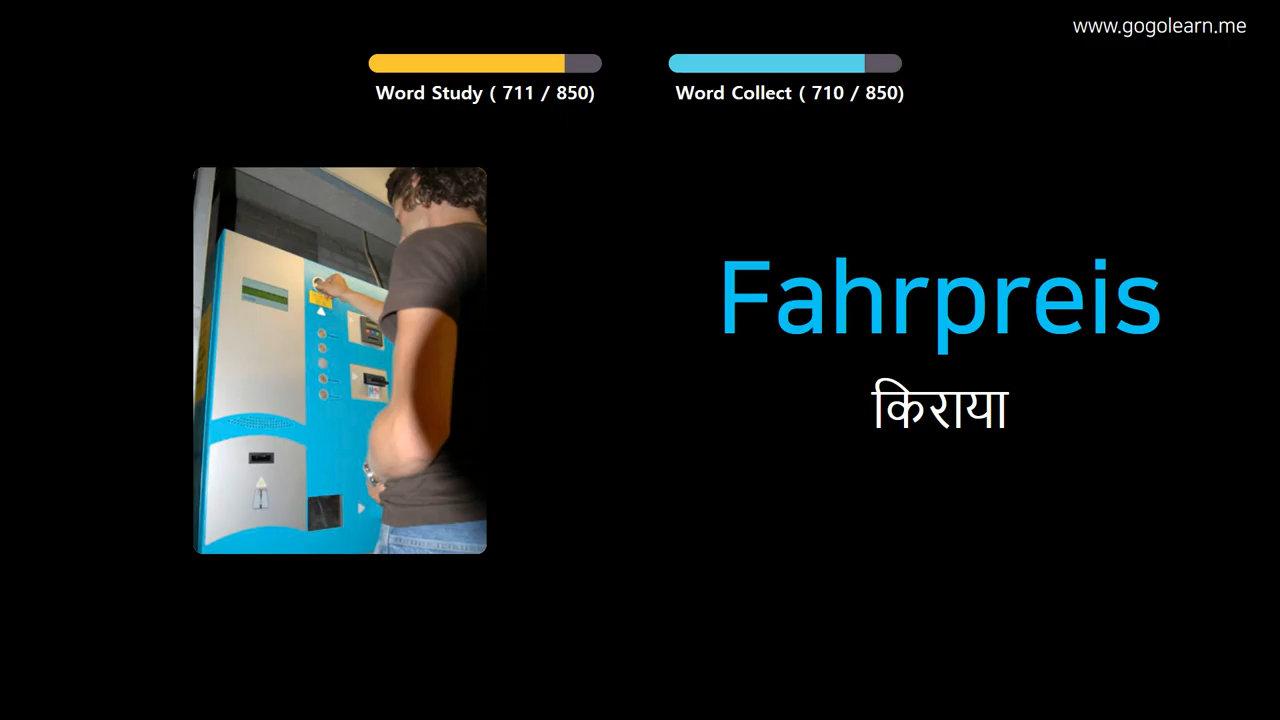 www.gogolearn.me
Word Study ( 711 / 850)
Word Collect ( 710 / 850)
Fahrpreis
किराया